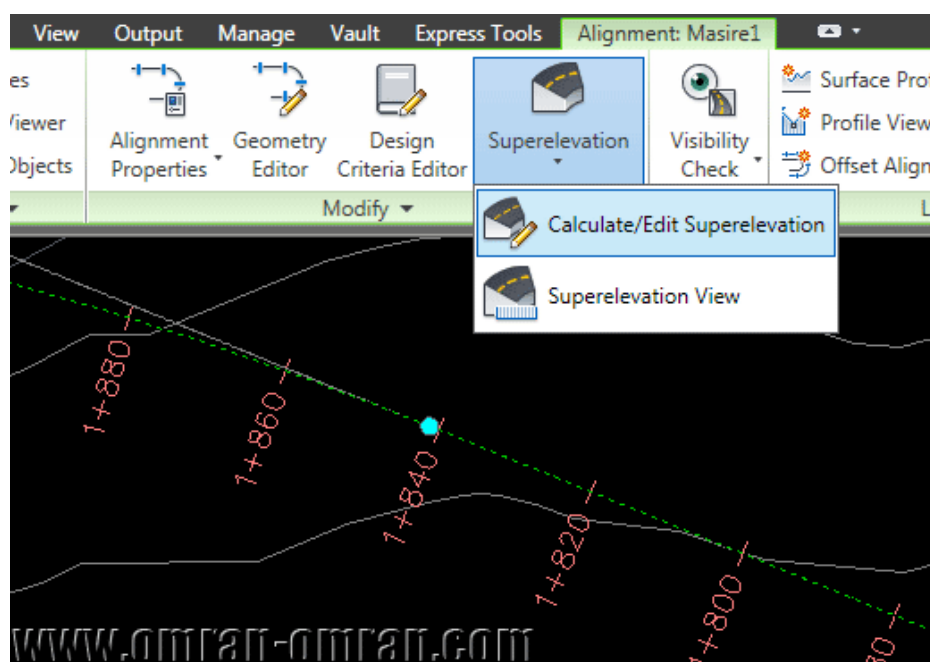 View Output Manage Vault Express Tools Alignment: Masire1
es
Viewer
Objects
Alignment
Properties
Geometry
Editor
Design
Criteria Editor
Superelevation
Visibility
Check
Surface Prof
Profile View
Offset Align
Modify
L
Calculate/Edit Superelevation
Superelevation View
1+880
1+860
1+840
1+820
1+800
www.omran-omran.com